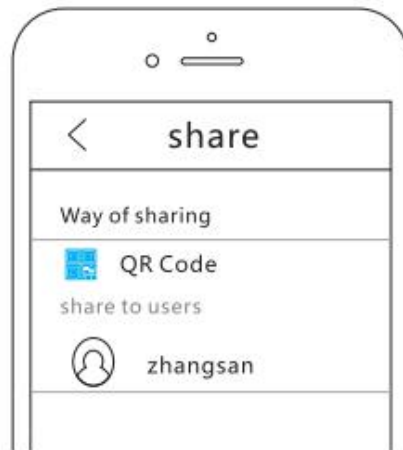 share
Way of sharing
QR Code
share to users
zhangsan